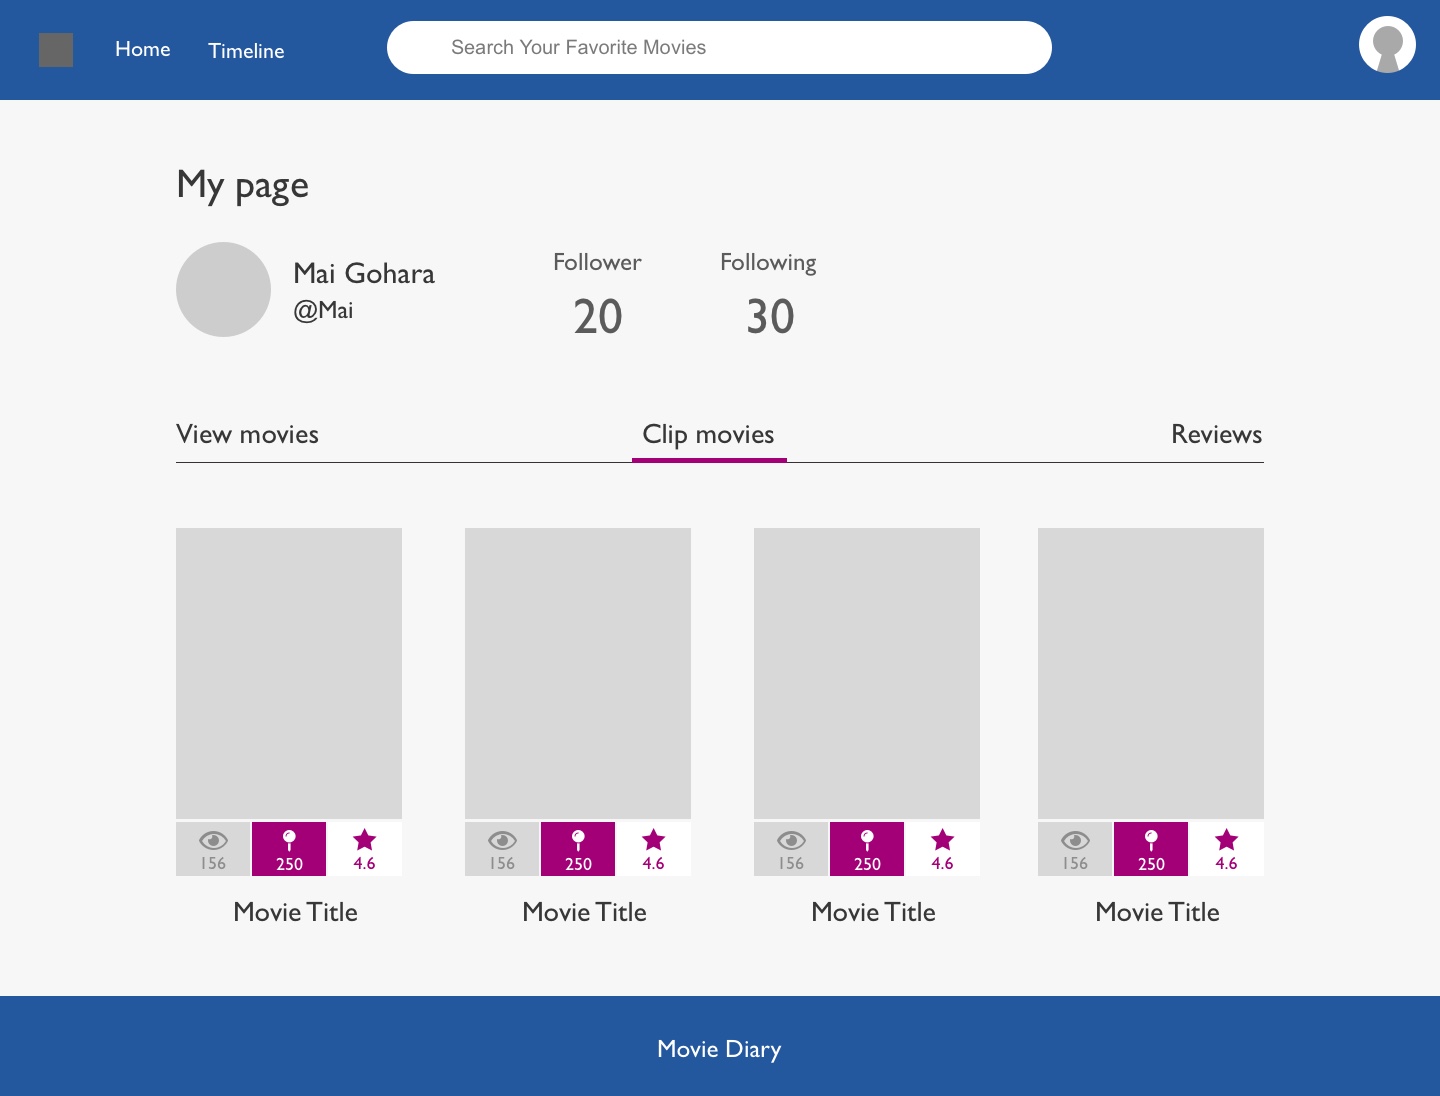 Home
Timeline
Search Your Favorite Movies
My page
Mai Gohara
@Mai
Follower
20
Following
30
View movies
Clip movies
Reviews
156
250
4.6
156
250
4.6
156
250
4.6
156
250
4.6
Movie Title
Movie Title
Movie Title
Movie Title
Movie Diary